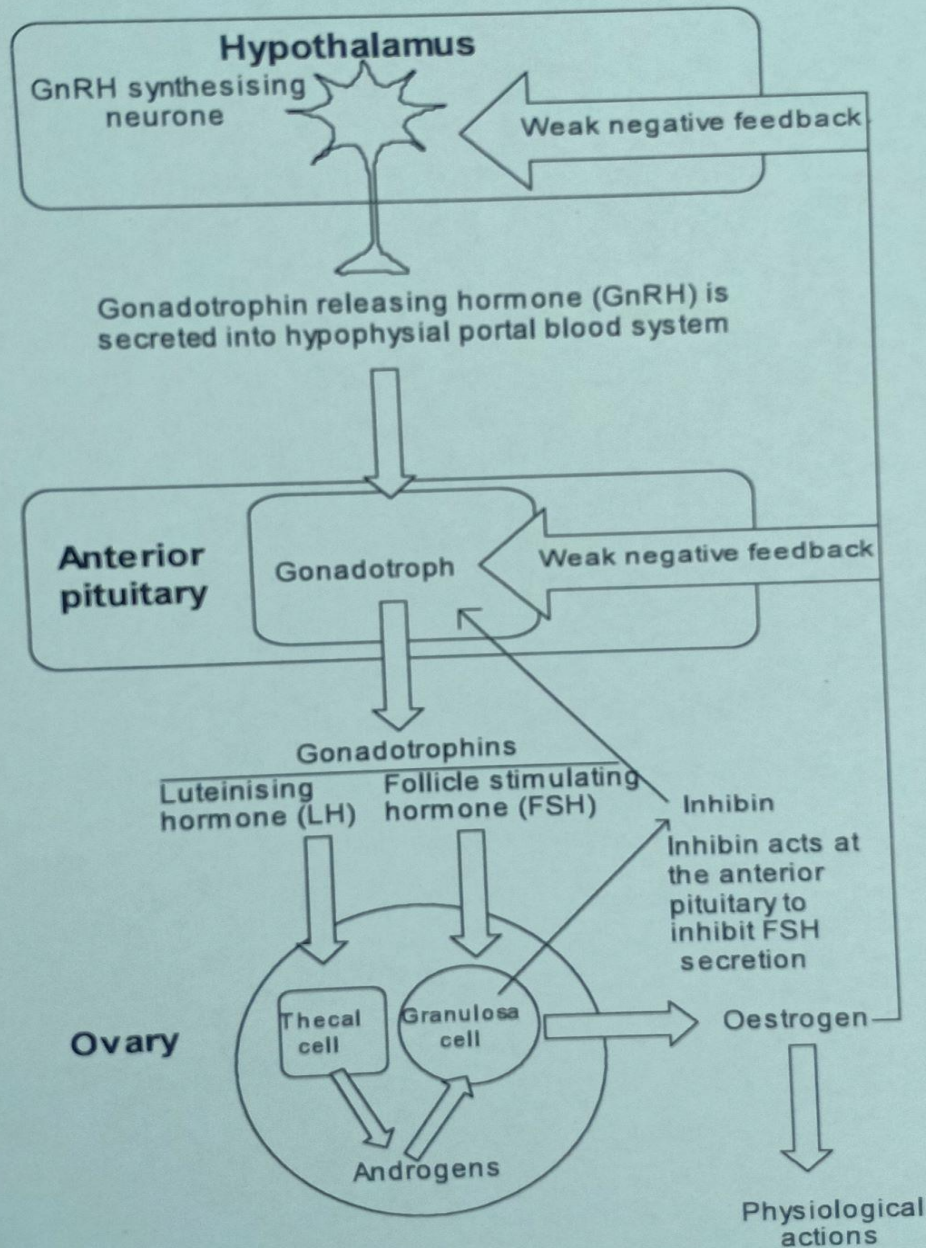 Hypothalamus
GnRH synthesising
neurone
Weak negative feedback
Gonadotrophin releasing hormone (GnRH) is
secreted into hypophysial portal blood system
Anterior
pituitary
Gonadotroph
Weak negative feedback
Gonadotrophins
Luteinising
hormone (LH)
Follicle stimulating
hormone (FSH)
Inhibin
Inhibin acts at
the anterior
pituitary to
inhibit FSH
secretion
Ovary
Thecal
cell
Granulosa
cell
Oestrogen
Androgens
Physiological
actions